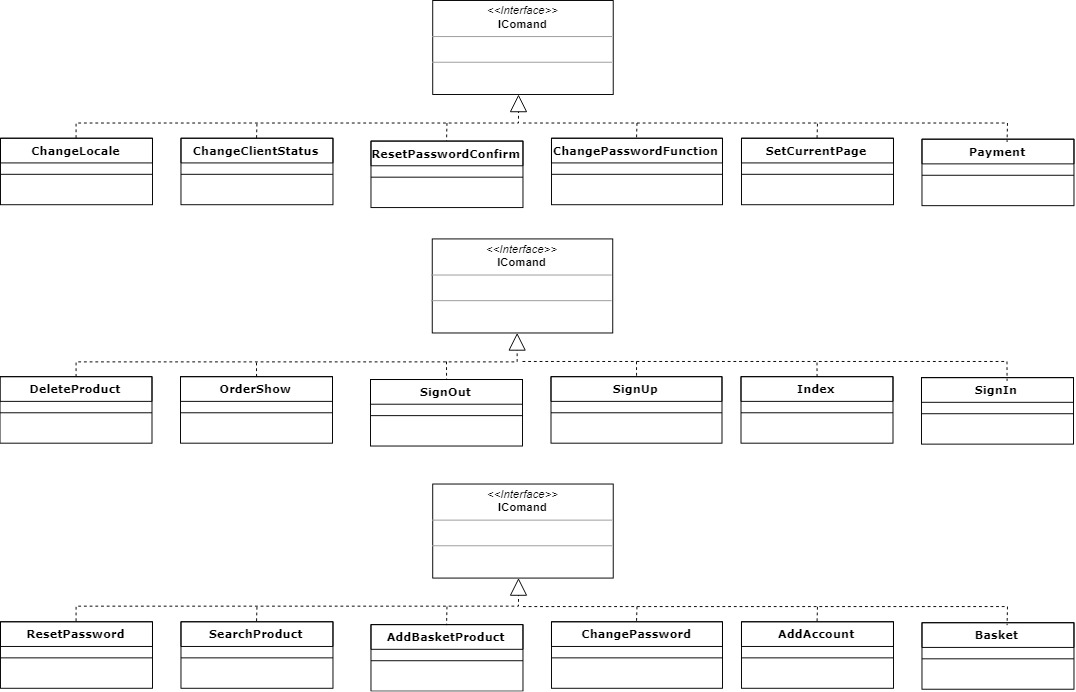 <<Interface>>
IComand
ChangeLocale
ChangeClientStatus
ResetPasswordConfirm
ChangePasswordFunction
SetCurrentPage
Payment
<<Interface>>
IComand
DeleteProduct
OrderShow
SignOut
SignUp
Index
SignIn
<<Interface>>
IComand
ResetPassword
SearchProduct
AddBasketProduct
ChangePassword
AddAccount
Basket